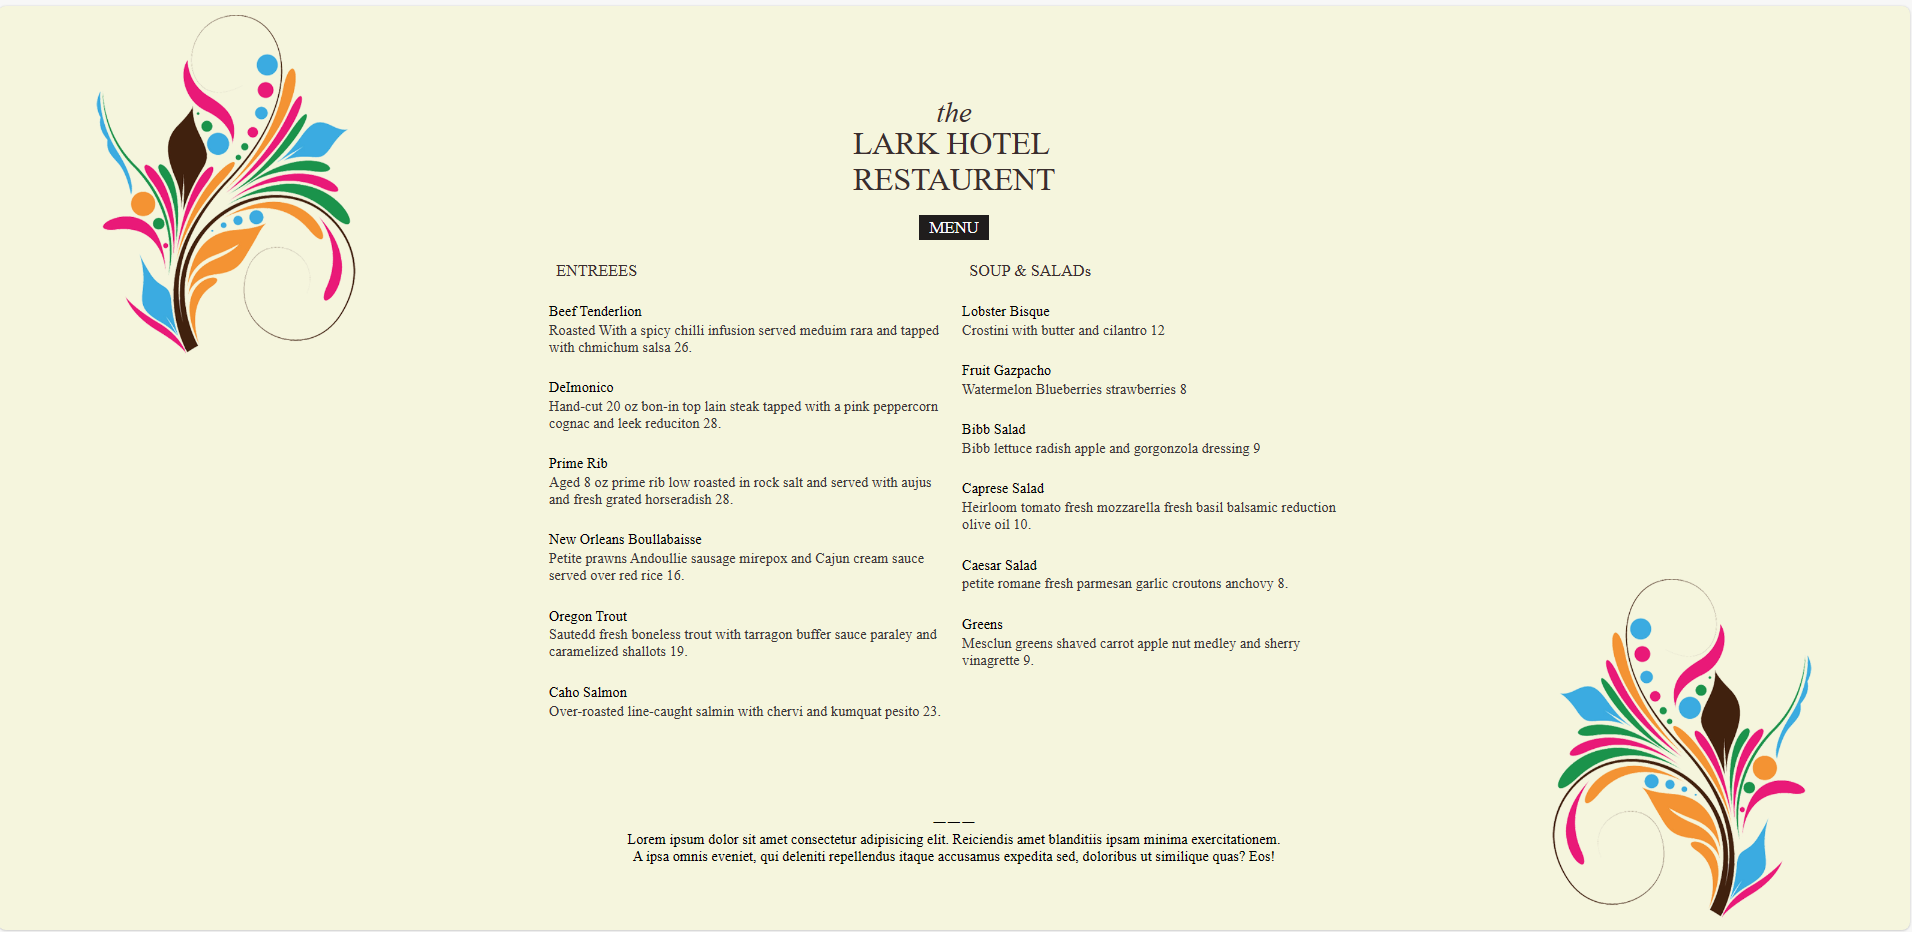 the
LARK HOTEL
RESTAURENT
MENU
ENTREEES
Beef Tenderlion
Roasted With a spicy chilli infusion served meduim rara and tapped
with chmichum salsa 26.
DeImonico
Hand-cut 20 oz bon-in top lain steak tapped with a pink peppercorn
cognac and leek reduciton 28.
Prime Rib
Aged 8 oz prime rib low roasted in rock salt and served with aujus
and fresh grated horseradish 28.
New Orleans Boullabaisse
Petite prawns Andoullie sausage mirepox and Cajun cream sauce
served over red rice 16.
Oregon Trout
Sautedd fresh boneless trout with tarragon buffer sauce paraley and
caramelized shallots 19.
Caho Salmon
Over-roasted line-caught salmin with chervi and kumquat pesito 23.
SOUP & SALADs
Lobster Bisque
Crostini with butter and cilantro 12
Fruit Gazpacho
Watermelon Blueberries strawberries 8
Bibb Salad
Bibb lettuce radish apple and gorgonzola dressing 9
Caprese Salad
Heirloom tomato fresh mozzarella fresh basil balsamic reduction
olive oil 10.
Caesar Salad
petite romane fresh parmesan garlic croutons anchovy 8.
Greens
Mesclun greens shaved carrot apple nut medley and sherry
vinagrette 9.
———
Lorem ipsum dolor sit amet consectetur adipisicing elit. Reiciendis amet blanditiis ipsam minima exercitationem.
A ipsa omnis eveniet, qui deleniti repellendus itaque accusamus expedita sed, doloribus ut similique quas? Eos!